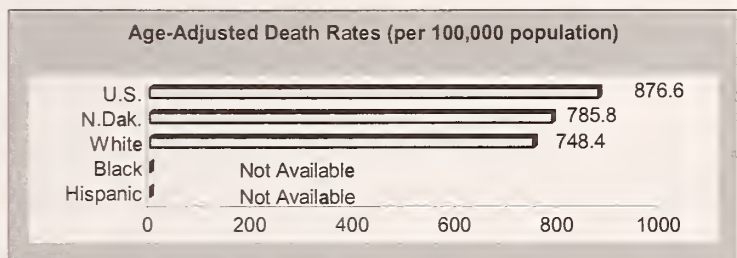 Age-Adjusted Death Rates (per 100,000 population)
U.S. 876.6
N.Dak. 785.8
White 748.4
Black Not Available
Hispanic Not Available
0 200 400 600 800 1000